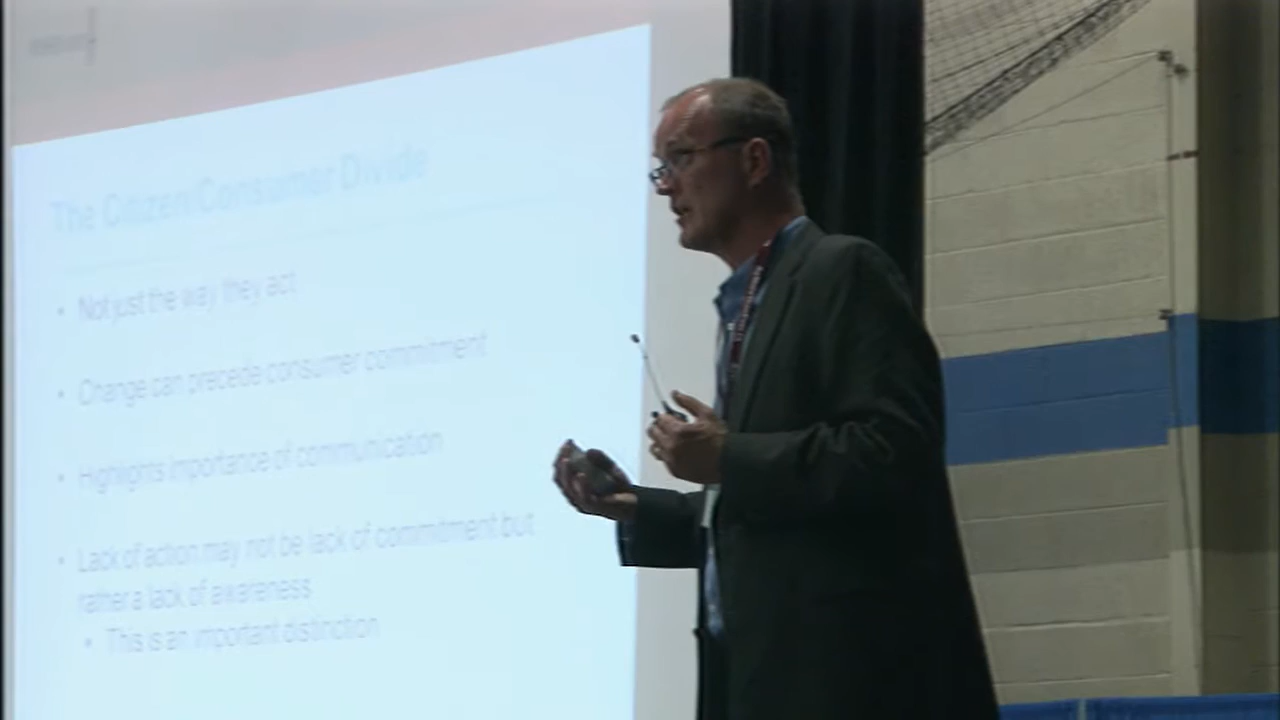 The Citizen/Consumer Divide
• Not just the way they act
• Change can precede consumer commitment
• Highlights importance of communication
• Lack of action may not be lack of commitment but
rather a lack of awareness
• This is an important distinction